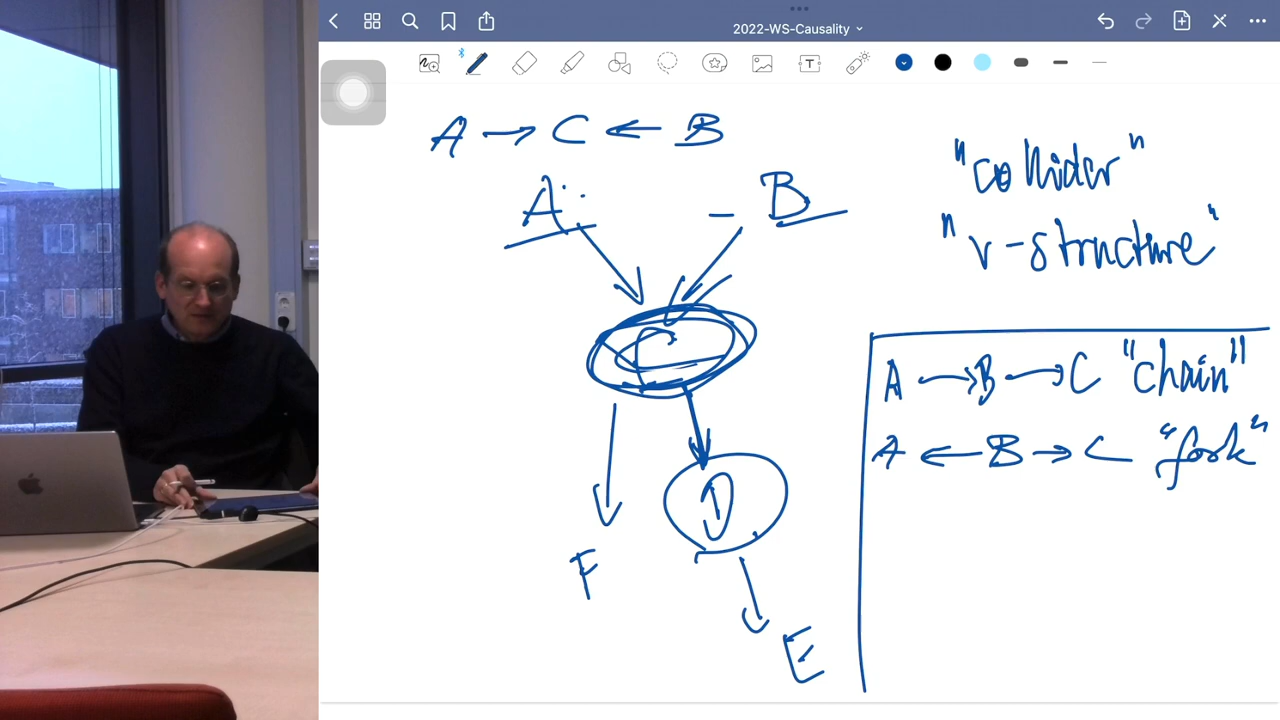 2022-WS-Causality
T
A → C ← B
"collider"
A B
"v-structure"
C
A → B → C "chain"
A ← B → C "fork"
D
F
E